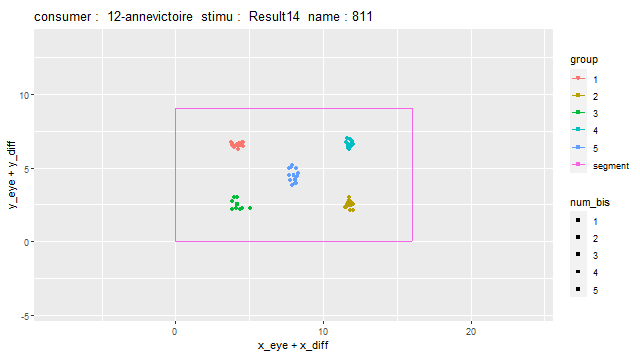 consumer : 12-annevictoire stimu : Result14 name : 811
y_eye + y_diff
10
5
0
-5
0
10
20
x_eye + x_diff
group
1
2
3
4
5
segment
num_bis
1
2
3
4
5